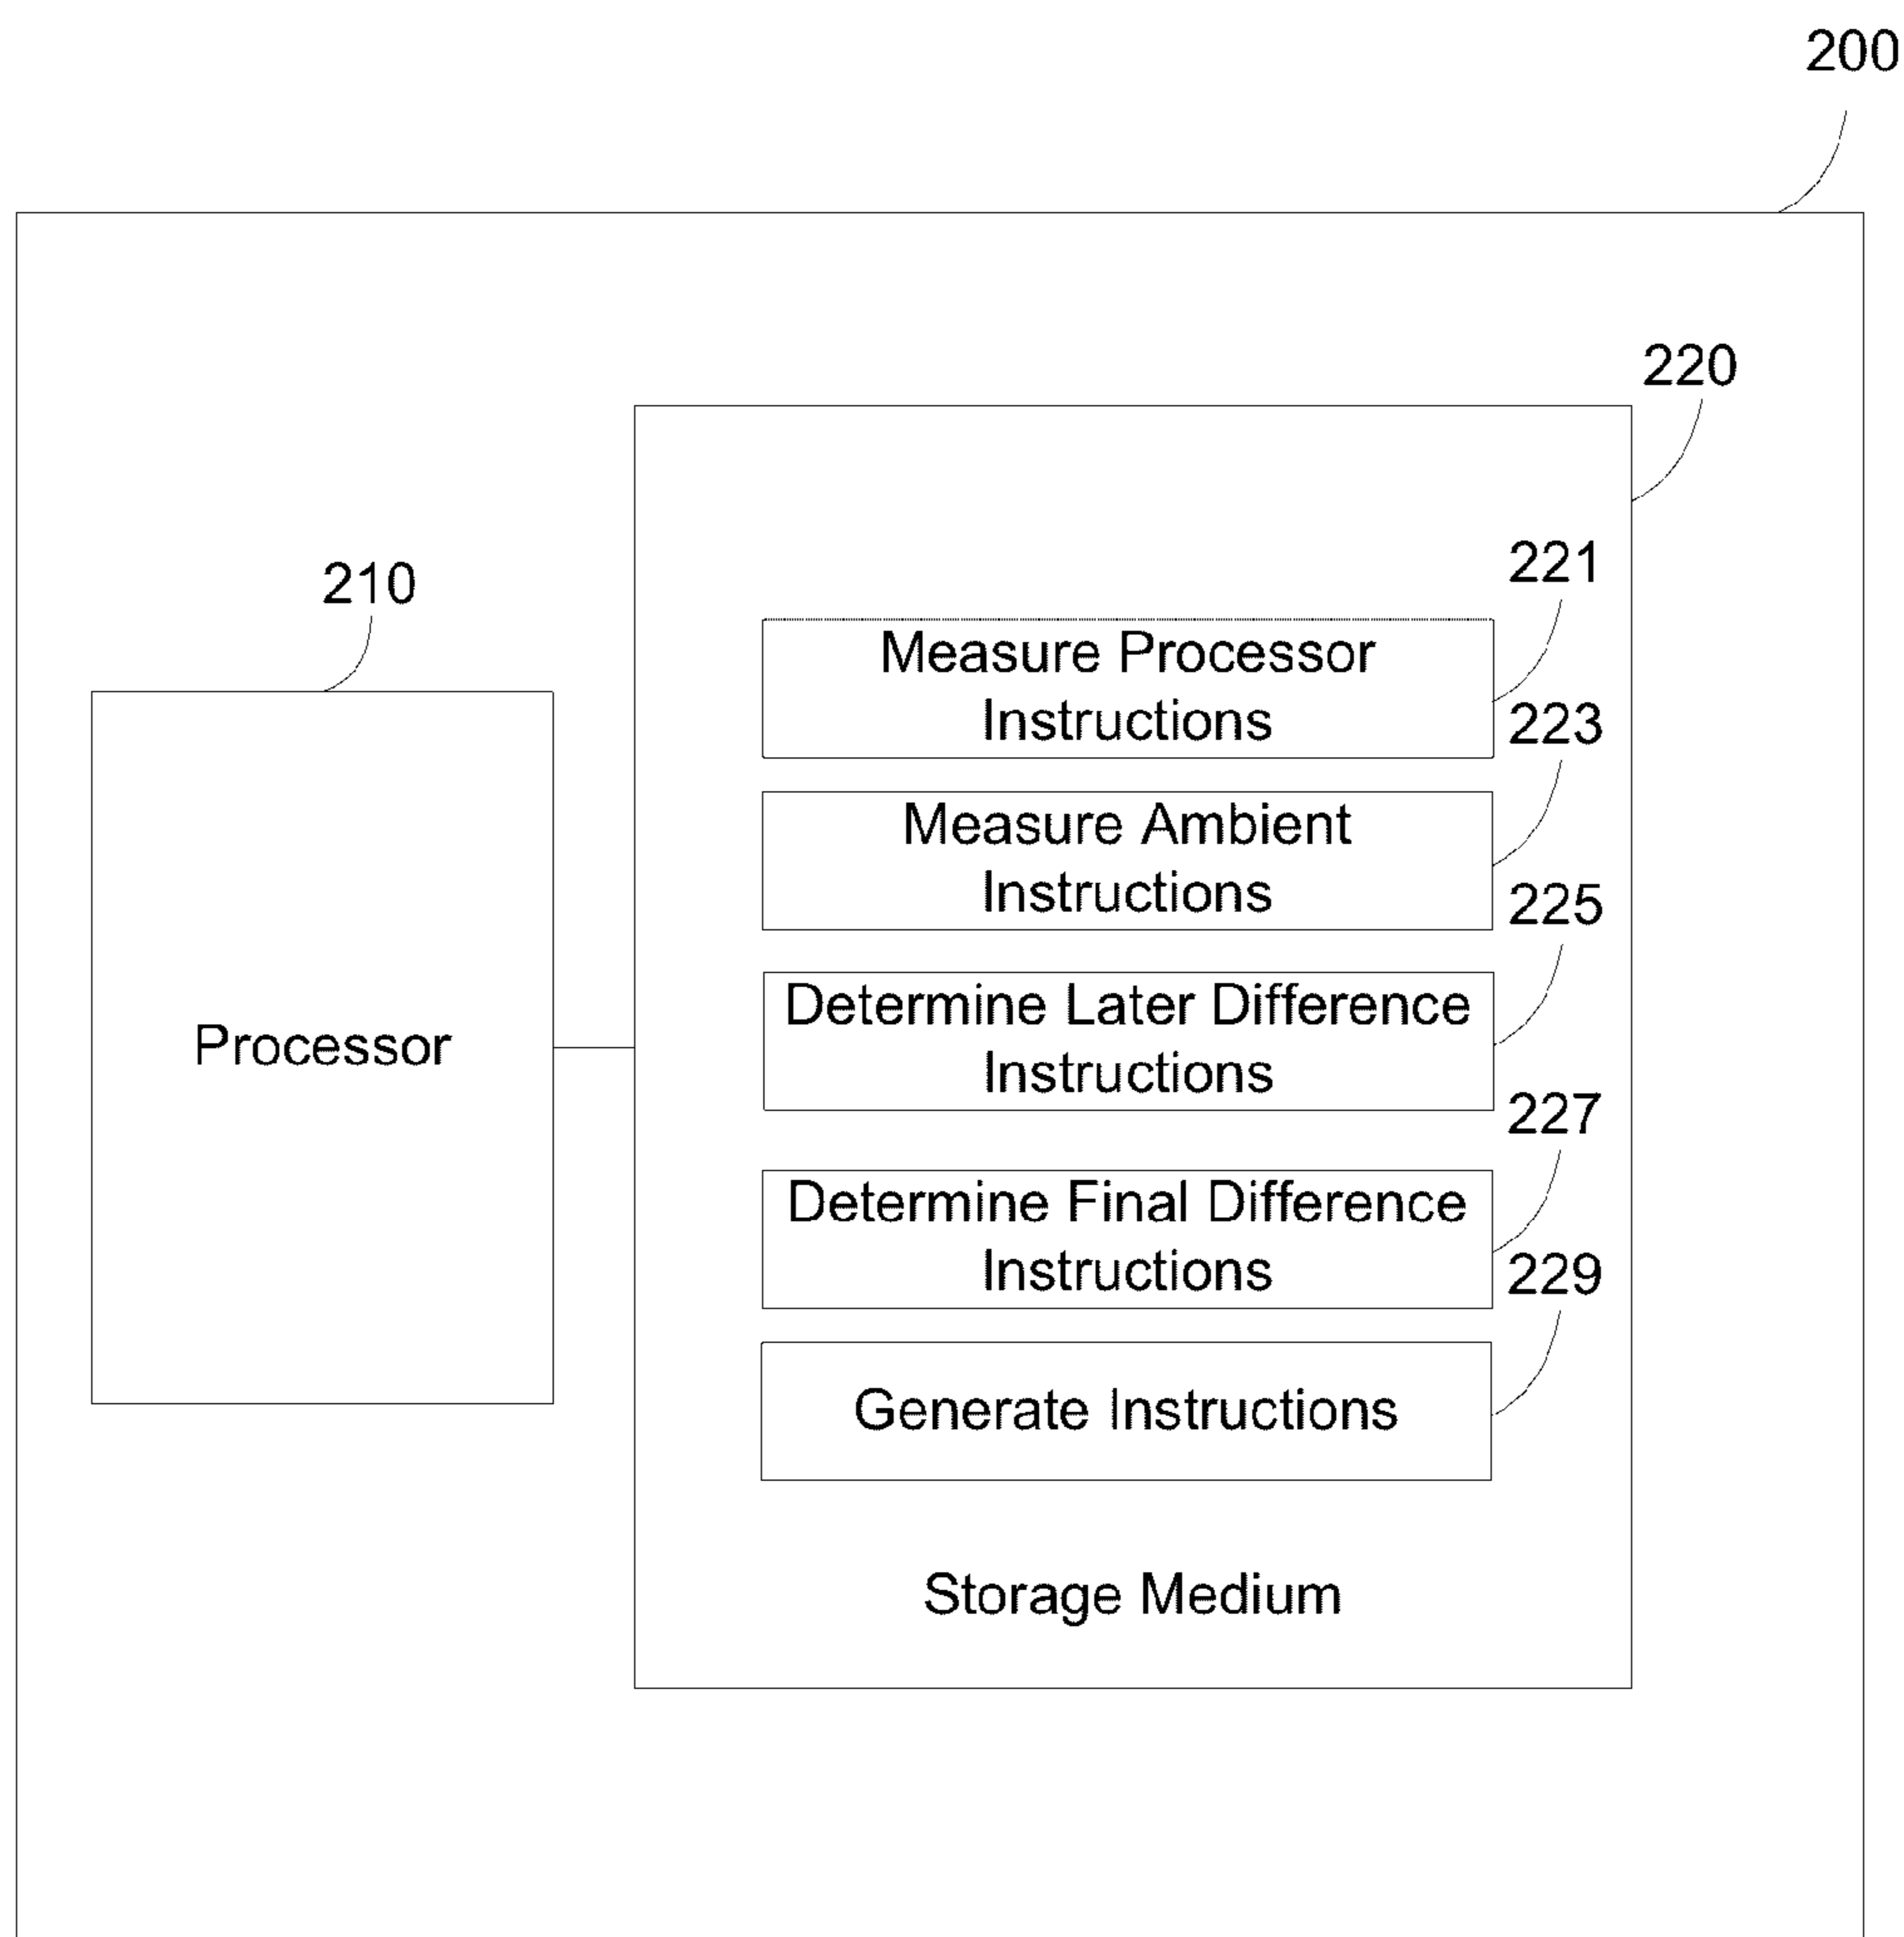 200
220
221
210
Measure Processor
Instructions
223
Measure Ambient
Instructions
225
Determine Later Difference
Instructions
Processor
227
Determine Final Difference
Instructions
229
Generate Instructions
Storage Medium